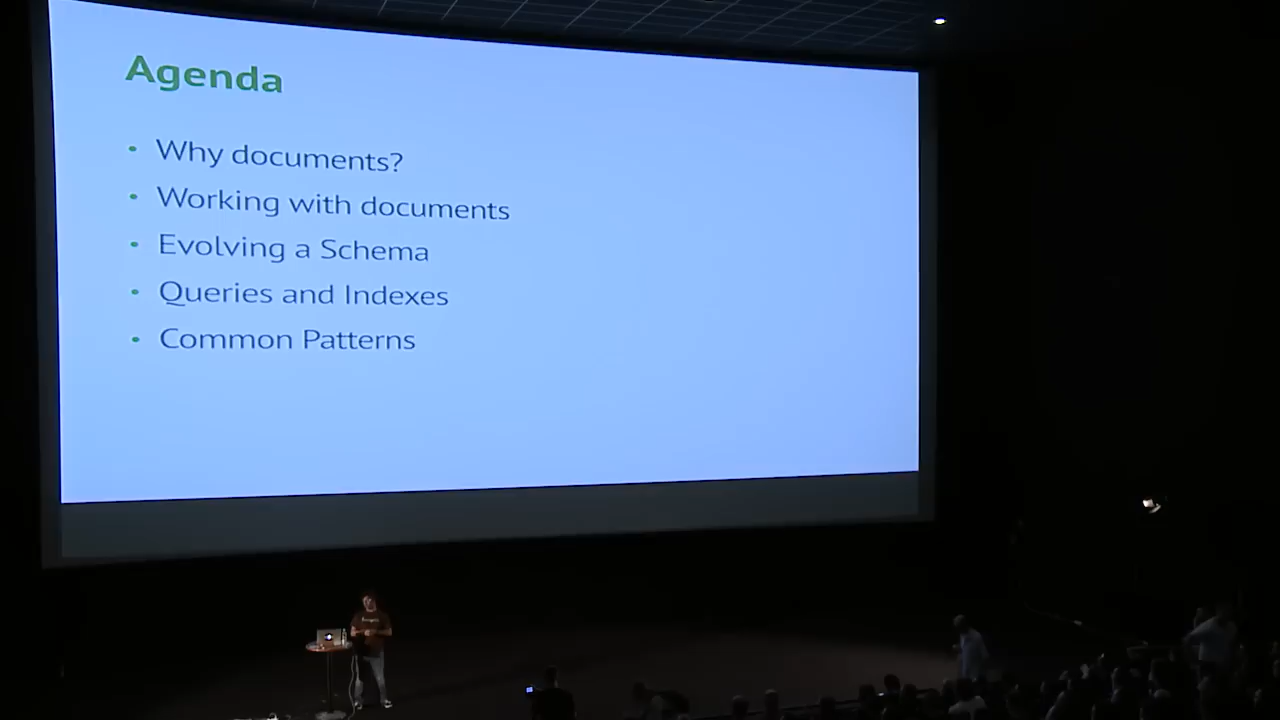 Agenda
• Why documents?
• Working with documents
• Evolving a Schema
• Queries and Indexes
• Common Patterns